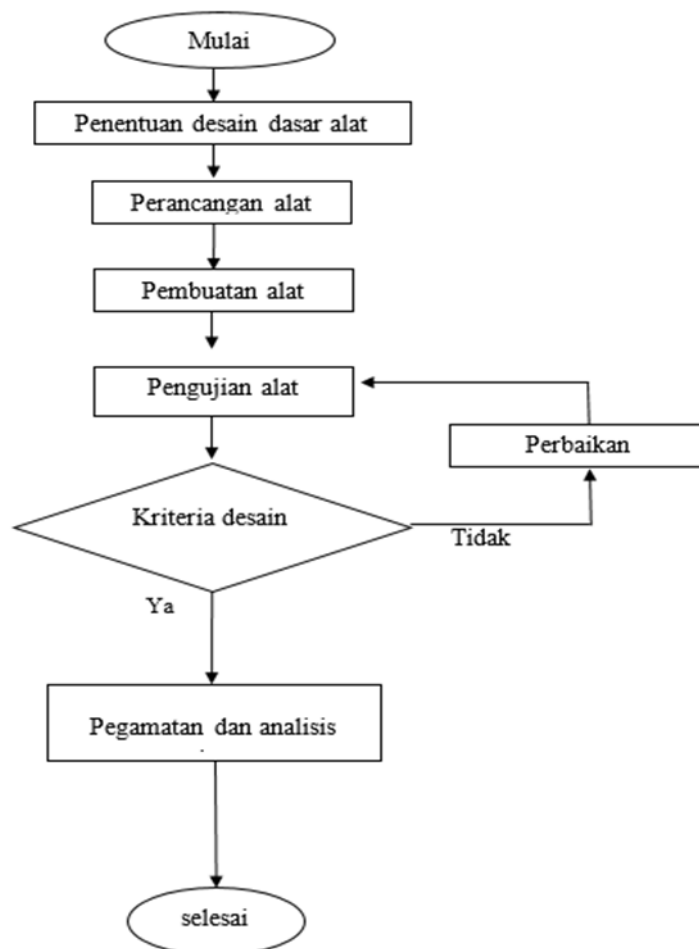 Mulai
Penentuan desain dasar alat
Perancangan alat
Pembuatan alat
Pengujian alat
Perbaikan
Kriteria desain
Tidak
Ya
Pegamatan dan analisis
selesai